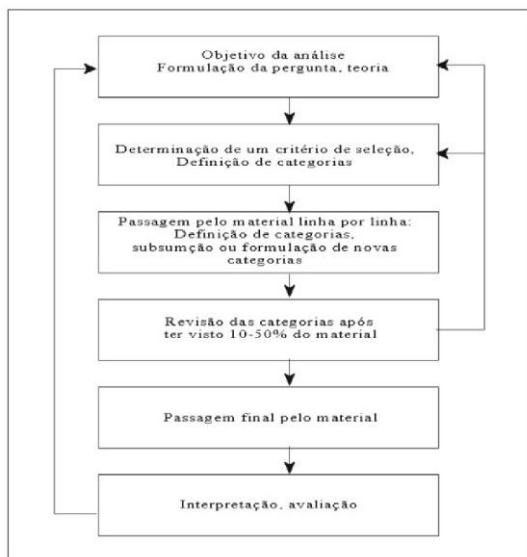 Objetivo da análise
Formulação da pergunta, teoria
Determinação de um critério de seleção,
Definição de categorias
Passagem pelo material linha por linha:
Definição de categorias,
subsumção ou formulação de novas
categorias
Revisão das categorias após
ter visto 10-50% do material
Passagem final pelo material
Interpretação, avaliação